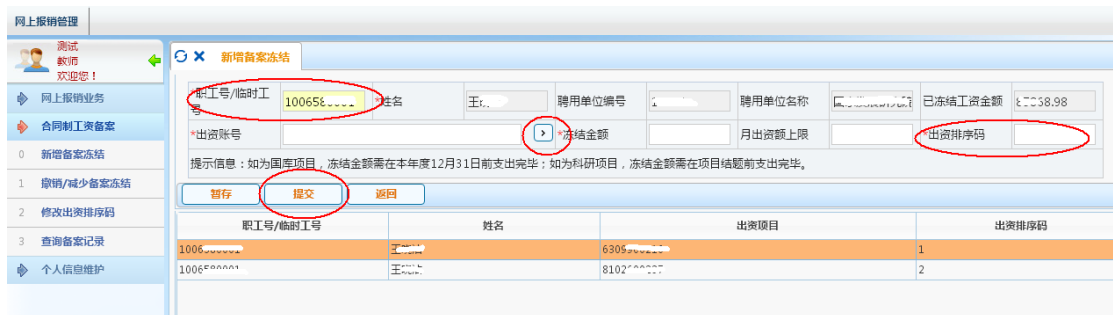 网上报销管理
测试
教师
欢迎您！
新增备案冻结
网上报销业务
合同制工资备案
0 新增备案冻结
1 撤销/减少备案冻结
2 修改出资排序码
3 查询备案记录
个人信息维护
*职工号/临时工号 *姓名 聘用单位编号 聘用单位名称 已冻结工资金额
*出资账号 *冻结金额 月出资额上限 *出资排序码
提示信息：如为国库项目，冻结金额需在本年度12月31日前支出完毕；如为科研项目，冻结金额需在项目结题前支出完毕。
暂存 提交 返回
职工号/临时工号 姓名 出资项目 出资排序码
1
2